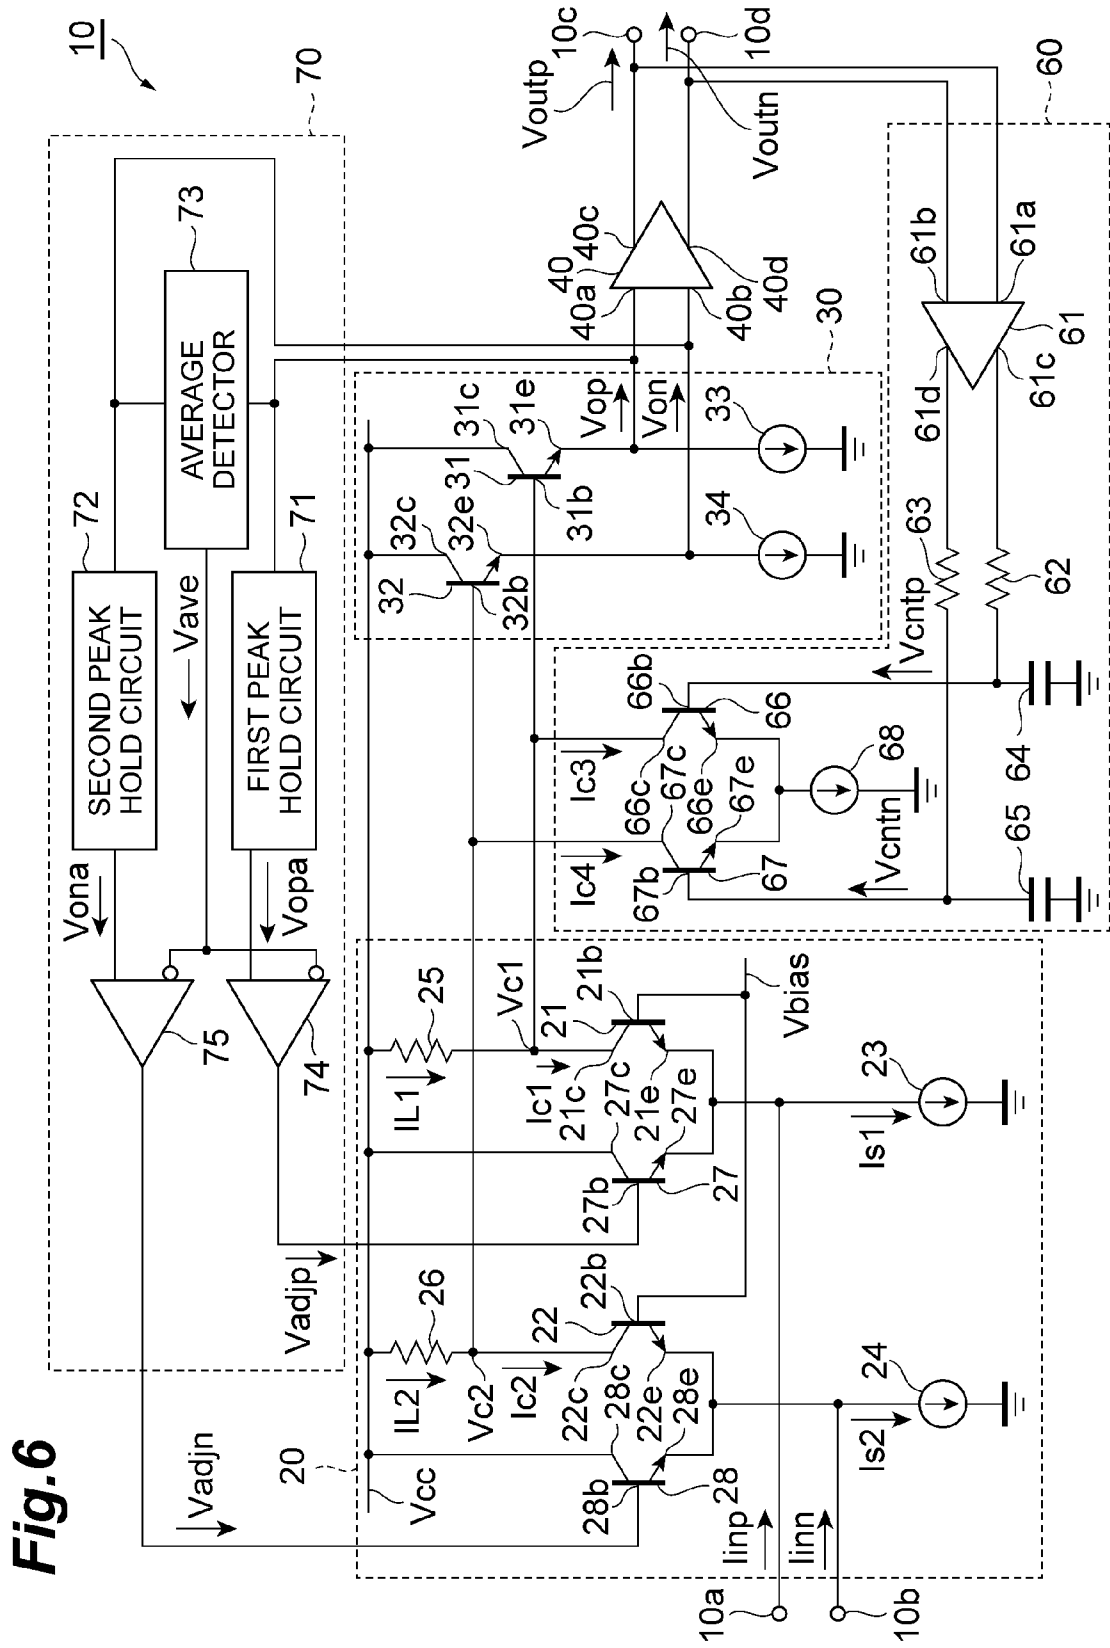 Fig.6
10
70
SECOND PEAK
HOLD CIRCUIT
72
AVERAGE
DETECTOR
73
FIRST PEAK
HOLD CIRCUIT
71
Vave
Vona
Vopa
75
74
Vadjn
Vadjp
20
Vcc
IL2
26
IL1
25
Vc2
Ic2
22c
28c
22
22b
22e
28e
28b
28
Vc1
Ic1
21c
27c
21
21b
21e
27e
27b
27
Vbias
Is2
24
Is1
23
Iinp
Iinn
10a
10b
30
32
32c
32e
32b
31
31c
31e
31b
Vop
Von
34
33
40
40a
40b
40c
40d
Voutp
Voutn
10c
10d
60
Ic4
Ic3
66c
67c
66e
67e
67b
67
66b
66
68
Vcntn
Vcntp
65
64
63
62
61d
61c
61b
61a
61